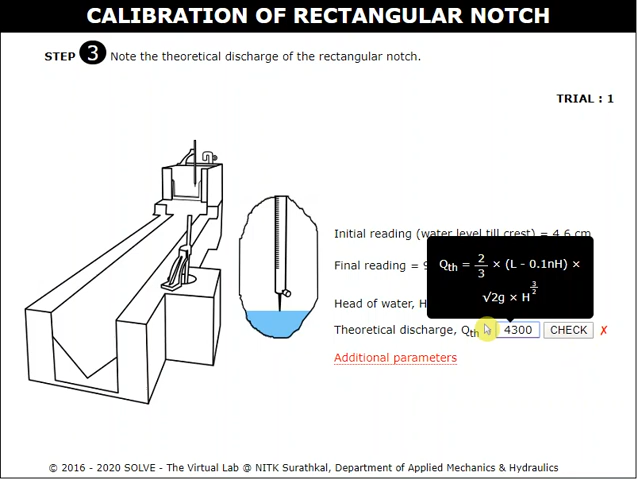 CALIBRATION OF RECTANGULAR NOTCH
STEP 3 Note the theoretical discharge of the rectangular notch.
TRIAL : 1
Initial reading (water level till crest) = 4.6 cm
Final reading = 9
Qth = 2/3 × (L - 0.1nH) ×
√2g × H^3/2
Head of water, H
Theoretical discharge, Qth 4300 CHECK ✗
Additional parameters
© 2016 - 2020 SOLVE - The Virtual Lab @ NITK Surathkal, Department of Applied Mechanics & Hydraulics